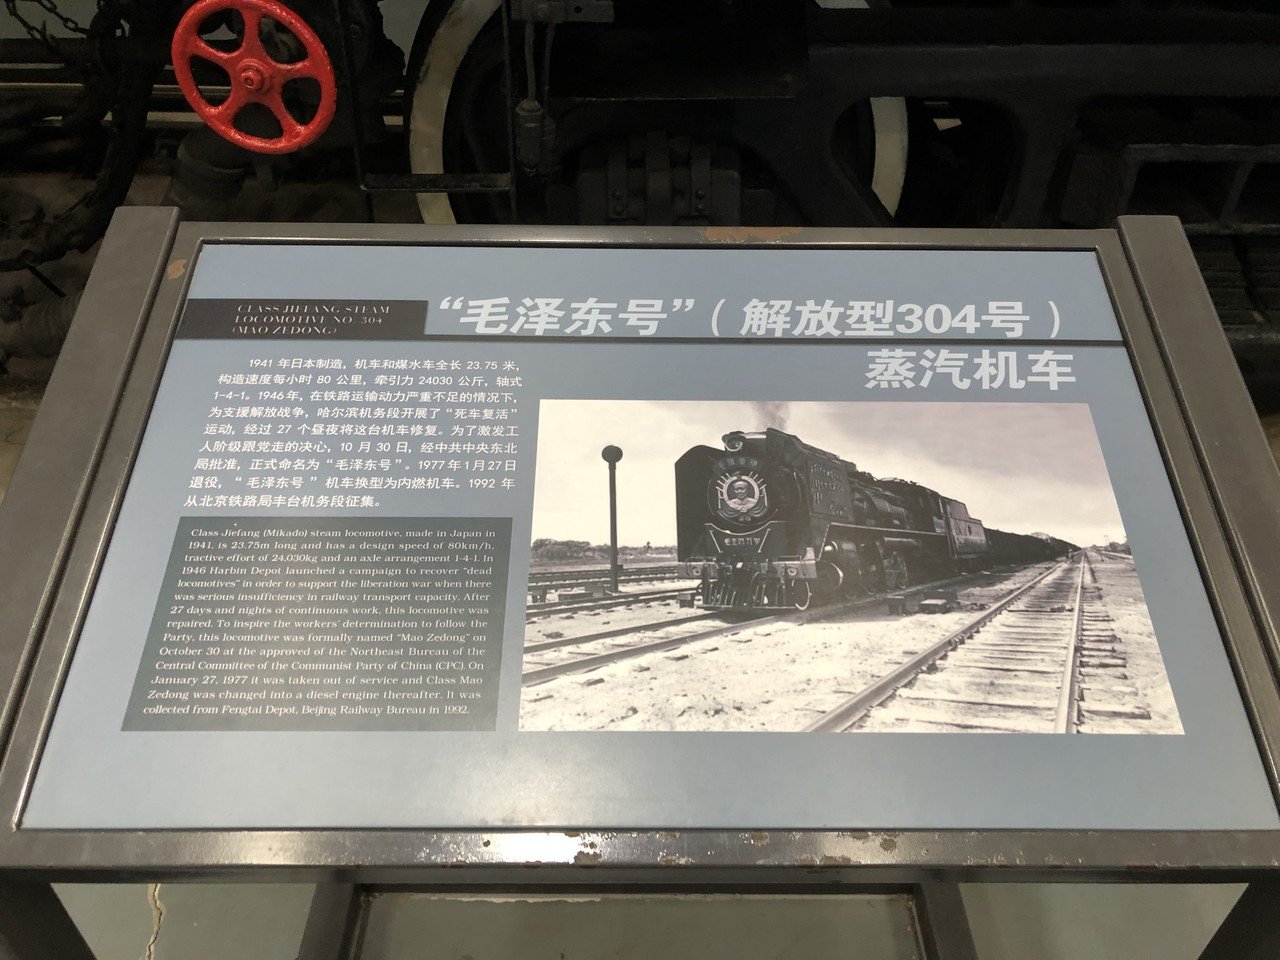 CLASS JIEFANG STEAM
LOCOMOTIVE NO. 304
(MAO ZEDONG)
“毛泽东号”（解放型304号）
蒸汽机车
1941 年日本制造，机车和煤水车全长 23.75 米，
构造速度每小时 80 公里，牵引力 24030 公斤，轴式
1-4-1。1946年，在铁路运输动力严重不足的情况下，
为支援解放战争，哈尔滨机务段开展了“死车复活”
运动，经过 27 个昼夜将这台机车修复。为了激发工
人阶级跟党走的决心，10 月 30 日，经中共中央东北
局批准，正式命名为“毛泽东号”。1977年1月27日
退役，“毛泽东号”机车换型为内燃机车。1992 年
从北京铁路局丰台机务段征集。
Class Jiefang (Mikado) steam locomotive, made in Japan in
1941, is 23.75m long and has a design speed of 80km/h,
tractive effort of 24,030kg and an axle arrangement 1-4-1. In
1946 Harbin Depot launched a campaign to recover “dead
locomotives” in order to support the liberation war when there
was serious insufficiency in railway transport capacity. After
27 days and nights of continuous work, this locomotive was
repaired. To inspire the workers’ determination to follow the
Party, this locomotive was formally named “Mao Zedong” on
October 30 at the approved of the Northeast Bureau of the
Central Committee of the Communist Party of China (CPC). On
January 27, 1977 it was taken out of service and Class Mao
Zedong was changed into a diesel engine thereafter. It was
collected from Fengtai Depot, Beijing Railway Bureau in 1992.